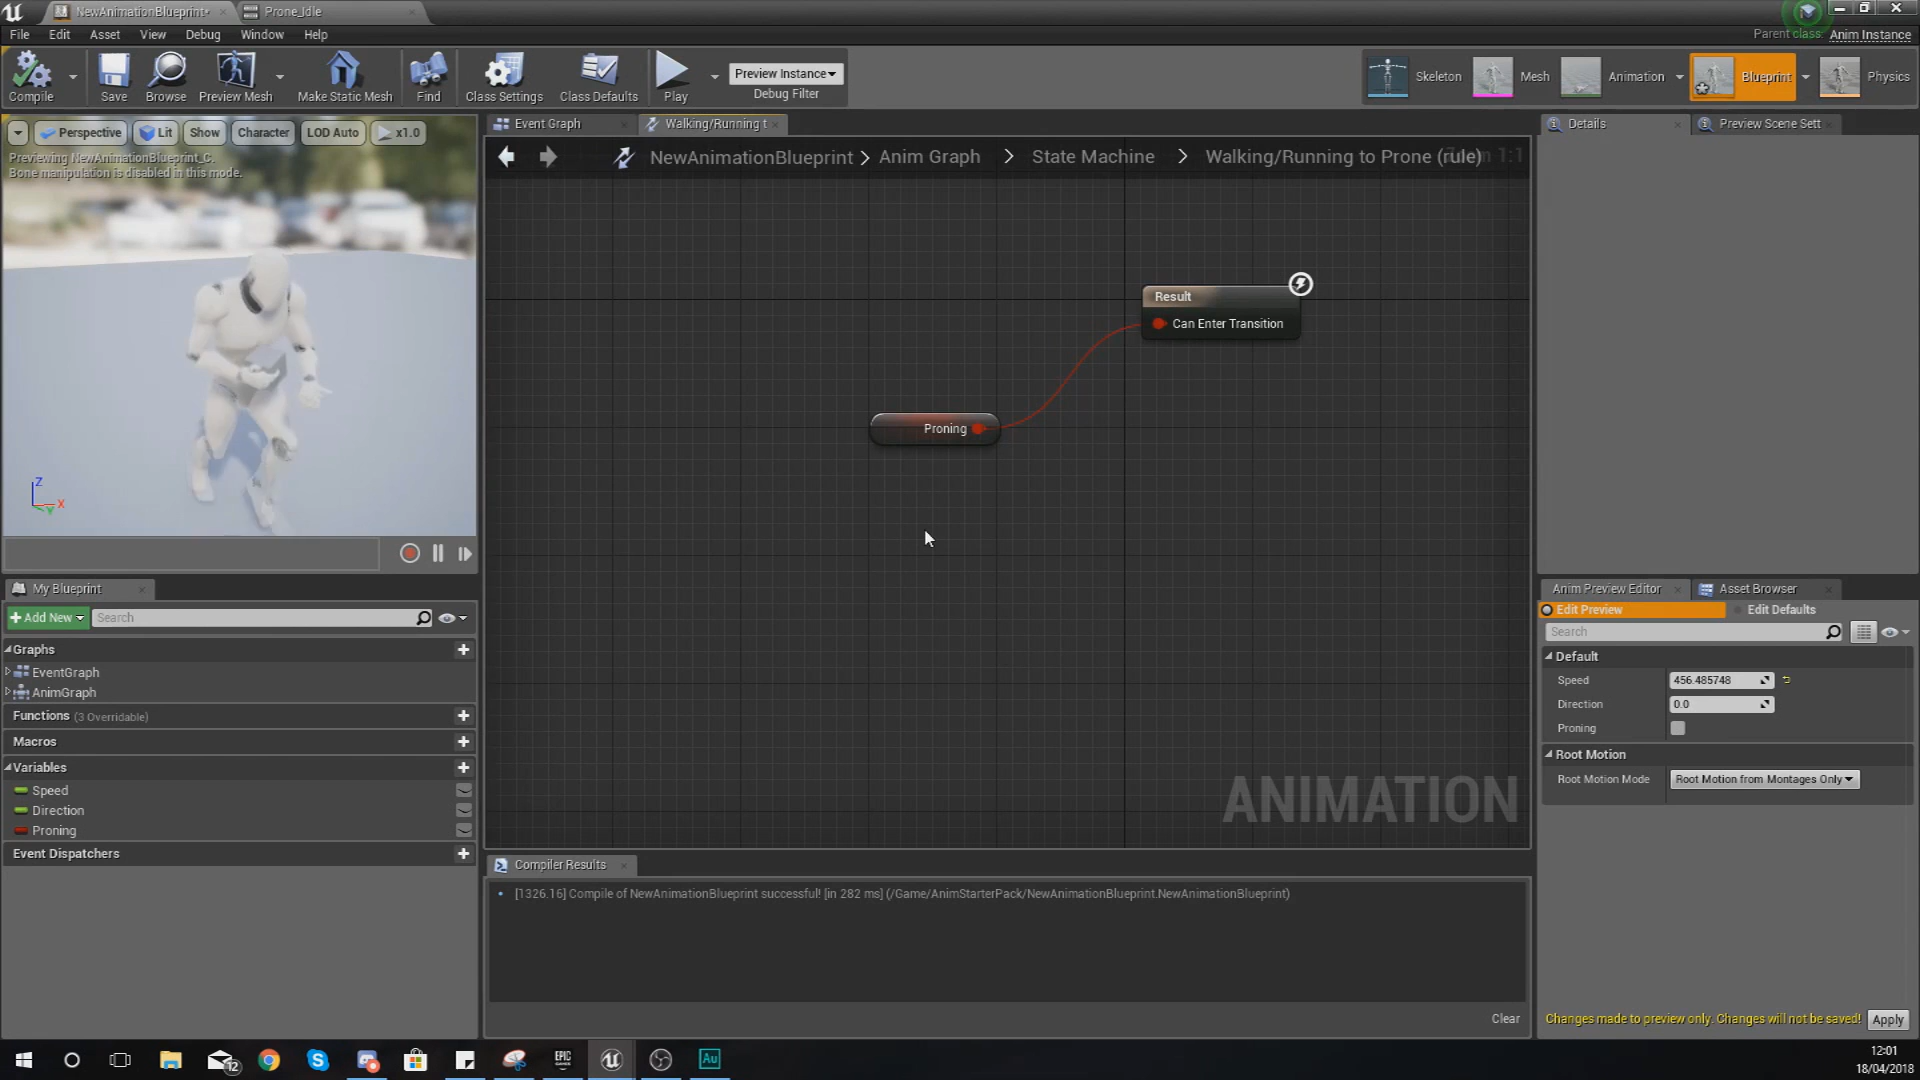 NewAnimationBlueprint*
Prone_Idle
File Edit Asset View Debug Window Help
Parent class: Anim Instance
Compile
Save
Browse
Preview Mesh
Make Static Mesh
Find
Class Settings
Class Defaults
Play
Preview Instance
Debug Filter
Skeleton
Mesh
Animation
Blueprint
Physics
Perspective
Lit
Show
Character
LOD Auto
x1.0
Previewing NewAnimationBlueprint_C.
Bone manipulation is disabled in this mode.
Z
X
Y
Event Graph
Walking/Running t
NewAnimationBlueprint > Anim Graph > State Machine > Walking/Running to Prone (rule)
Result
Can Enter Transition
Proning
ANIMATION
Details
Preview Scene Sett
My Blueprint
Add New
Search
Graphs
EventGraph
AnimGraph
Functions (3 Overridable)
Macros
Variables
Speed
Direction
Proning
Event Dispatchers
Compiler Results
[1326.16] Compile of NewAnimationBlueprint successful! [in 282 ms] (/Game/AnimStarterPack/NewAnimationBlueprint.NewAnimationBlueprint)
Clear
Anim Preview Editor
Asset Browser
Edit Preview
Edit Defaults
Search
Default
Speed 456.485748
Direction 0.0
Proning
Root Motion
Root Motion Mode Root Motion from Montages Only
Changes made to preview only. Changes will not be saved!
Apply
12
EPIC
Au
12:01
18/04/2018